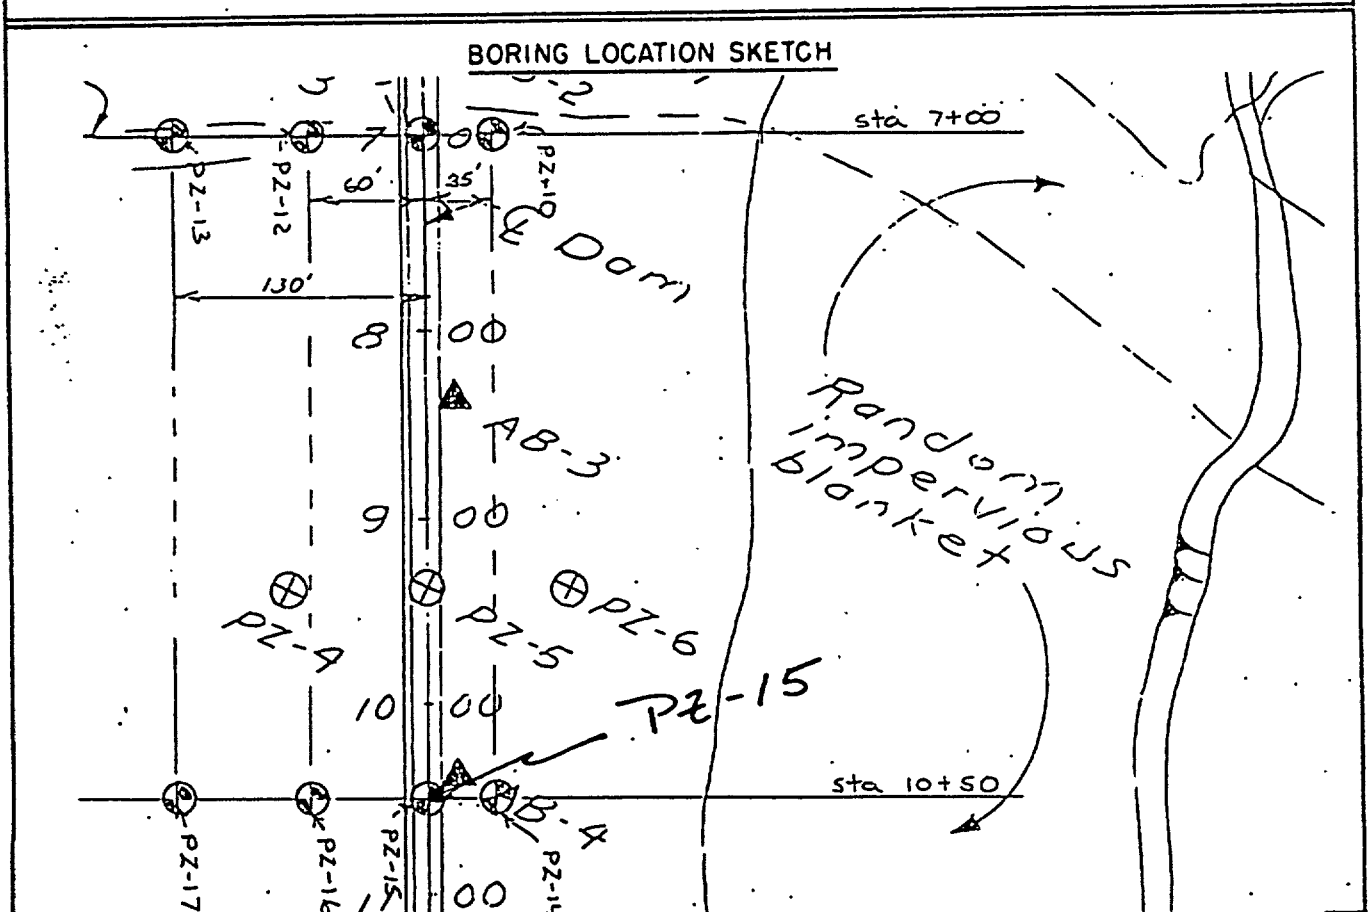 BORING LOCATION SKETCH
-2
sta 7+00
7 0
PZ-13
PZ-12
PZ-10
60'
35'
℄ Dam
130'
8 00
AB-3
Random
impervious
blanket
9 00
PZ-4
PZ-5
PZ-6
10 00
PZ-15
sta 10+50
B-4
PZ-17
PZ-16
PZ-15
00